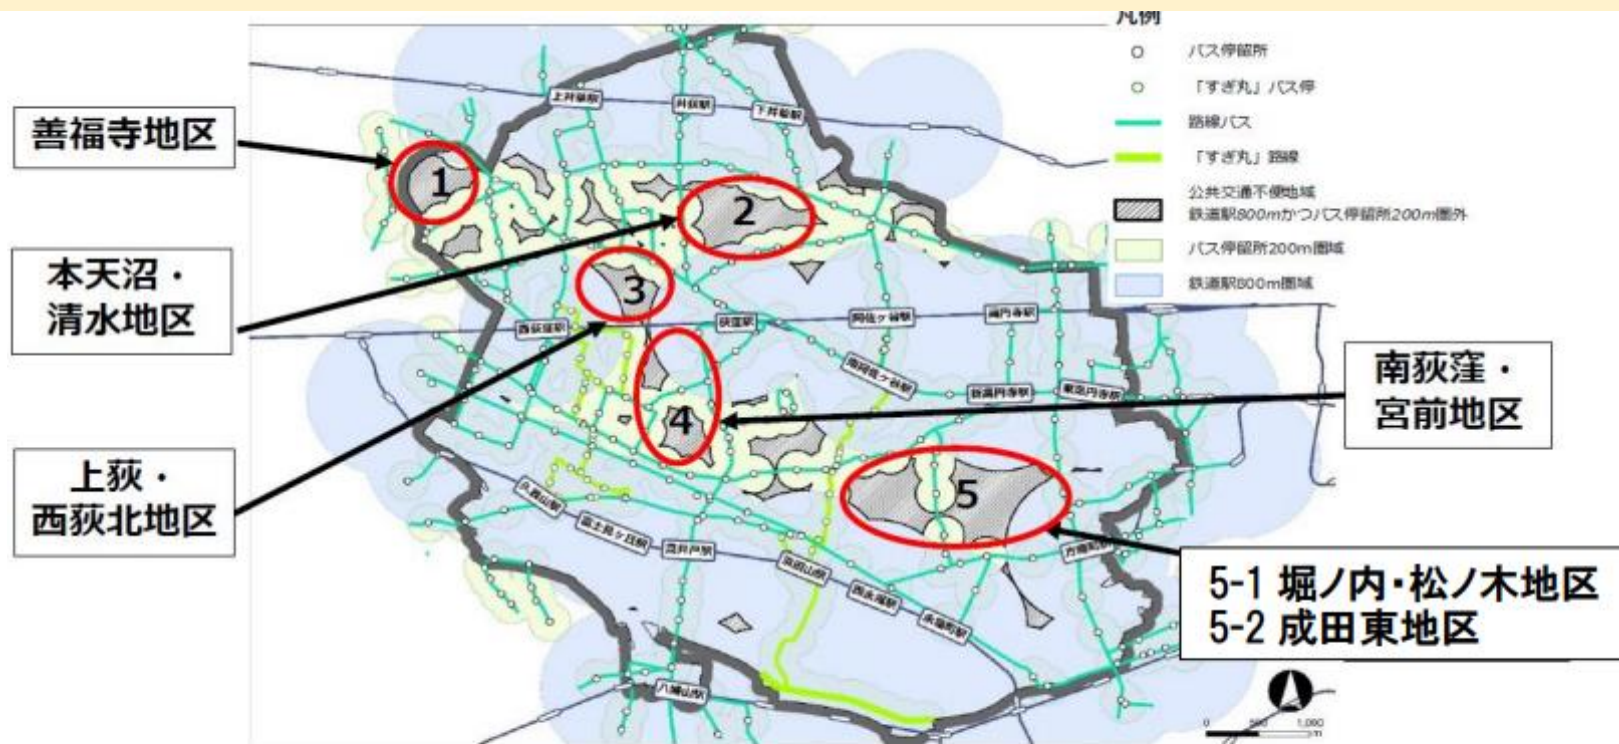 凡例
バス停留所
「すぎ丸」バス停
路線バス
「すぎ丸」路線
公共交通不便地域
鉄道駅800mかつバス停留所200m圏外
バス停留所200m圏域
鉄道駅800m圏域
善福寺地区
本天沼・
清水地区
上荻・
西荻北地区
南荻窪・
宮前地区
5-1 堀ノ内・松ノ木地区
5-2 成田東地区
1
2
3
4
5
上井草駅
井荻駅
下井草駅
西荻窪駅
荻窪駅
阿佐ヶ谷駅
高円寺駅
南阿佐ヶ谷駅
新高円寺駅
東高円寺駅
久我山駅
富士見ヶ丘駅
高井戸駅
浜田山駅
西永福駅
永福町駅
八幡山駅
0 500 1,000
m